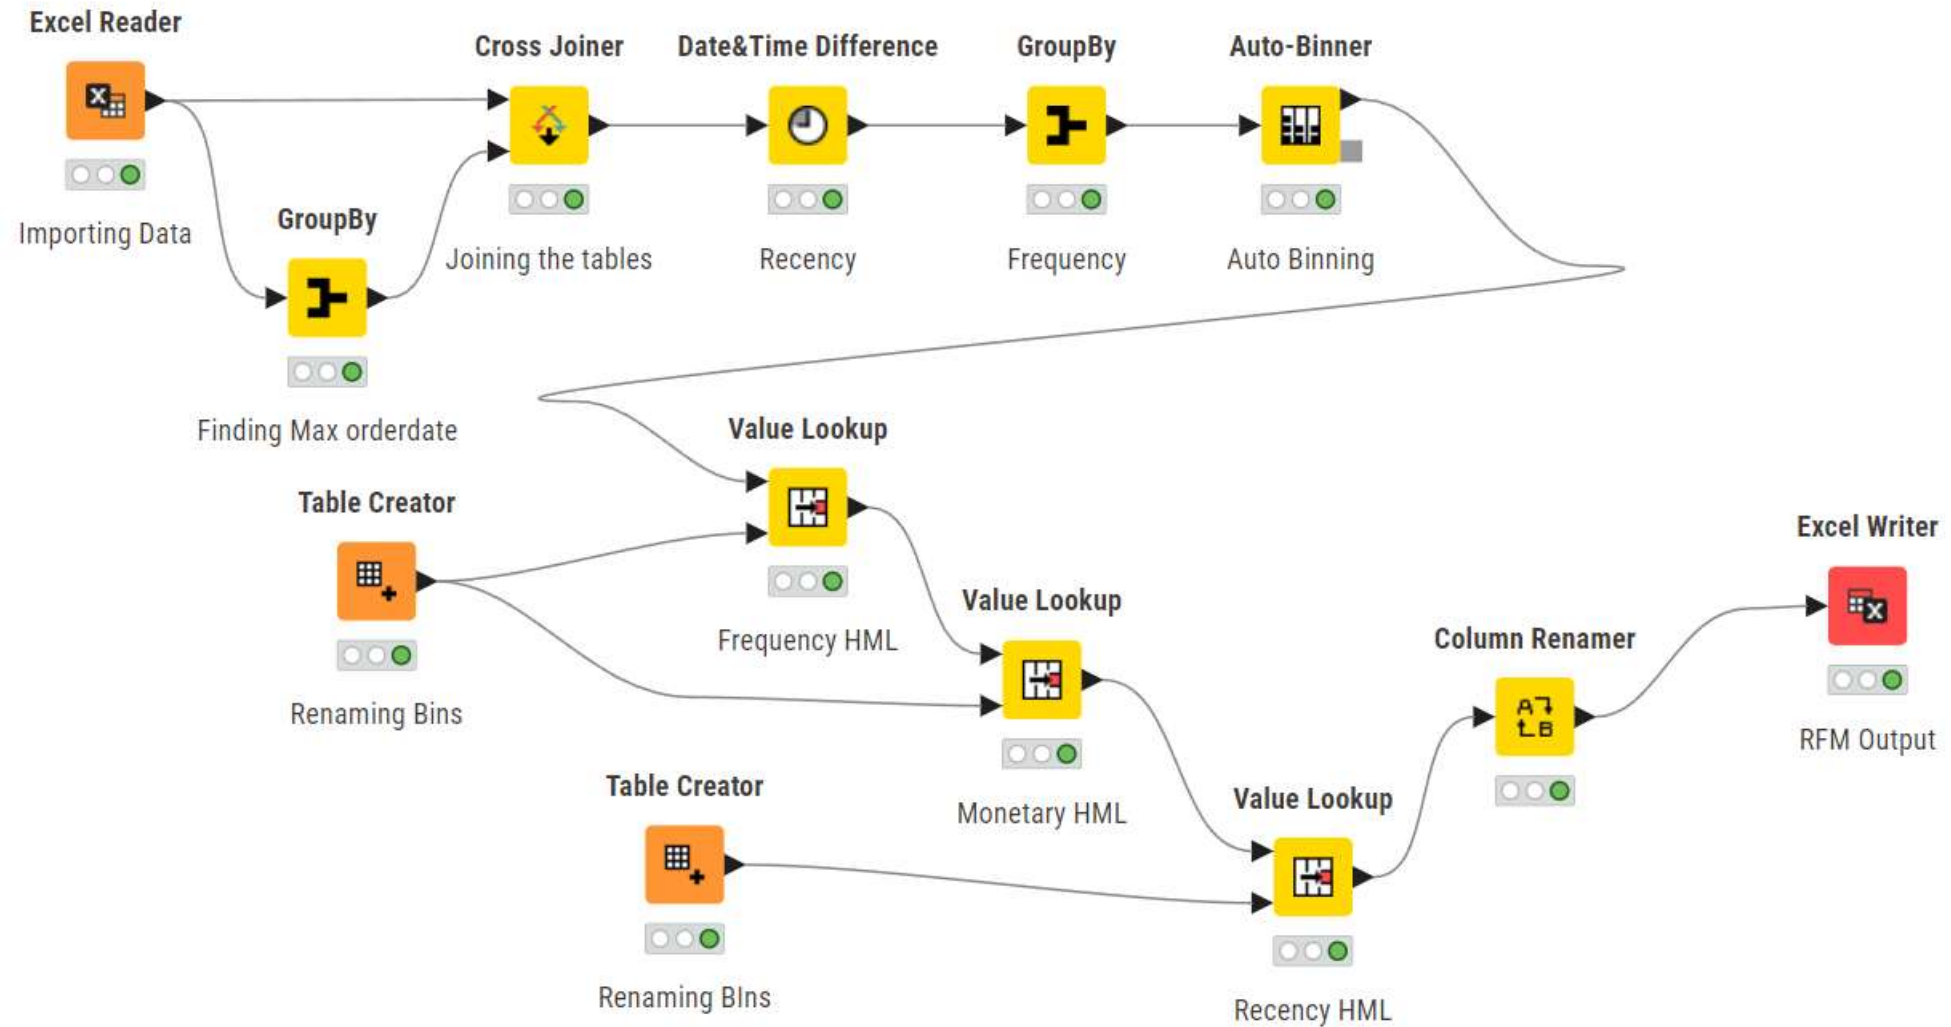 Excel Reader
Importing Data
GroupBy
Finding Max orderdate
Cross Joiner
Joining the tables
Date&Time Difference
Recency
GroupBy
Frequency
Auto-Binner
Auto Binning
Table Creator
Renaming Bins
Value Lookup
Frequency HML
Value Lookup
Monetary HML
Table Creator
Renaming BIns
Value Lookup
Recency HML
Column Renamer
Excel Writer
RFM Output